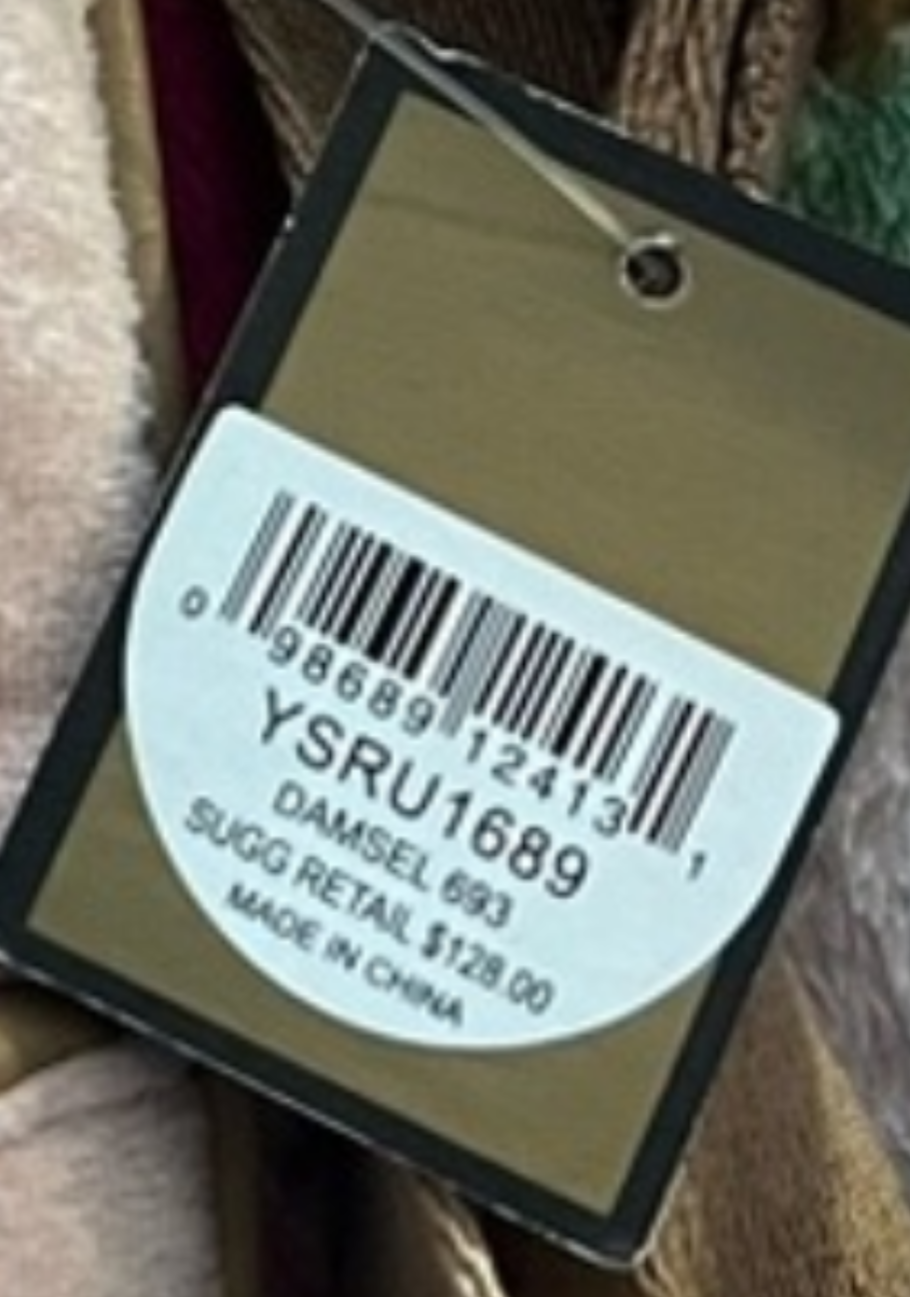 0 98689 12413 1
YSRU1689
DAMSEL 693
SUGG RETAIL $128.00
MADE IN CHINA